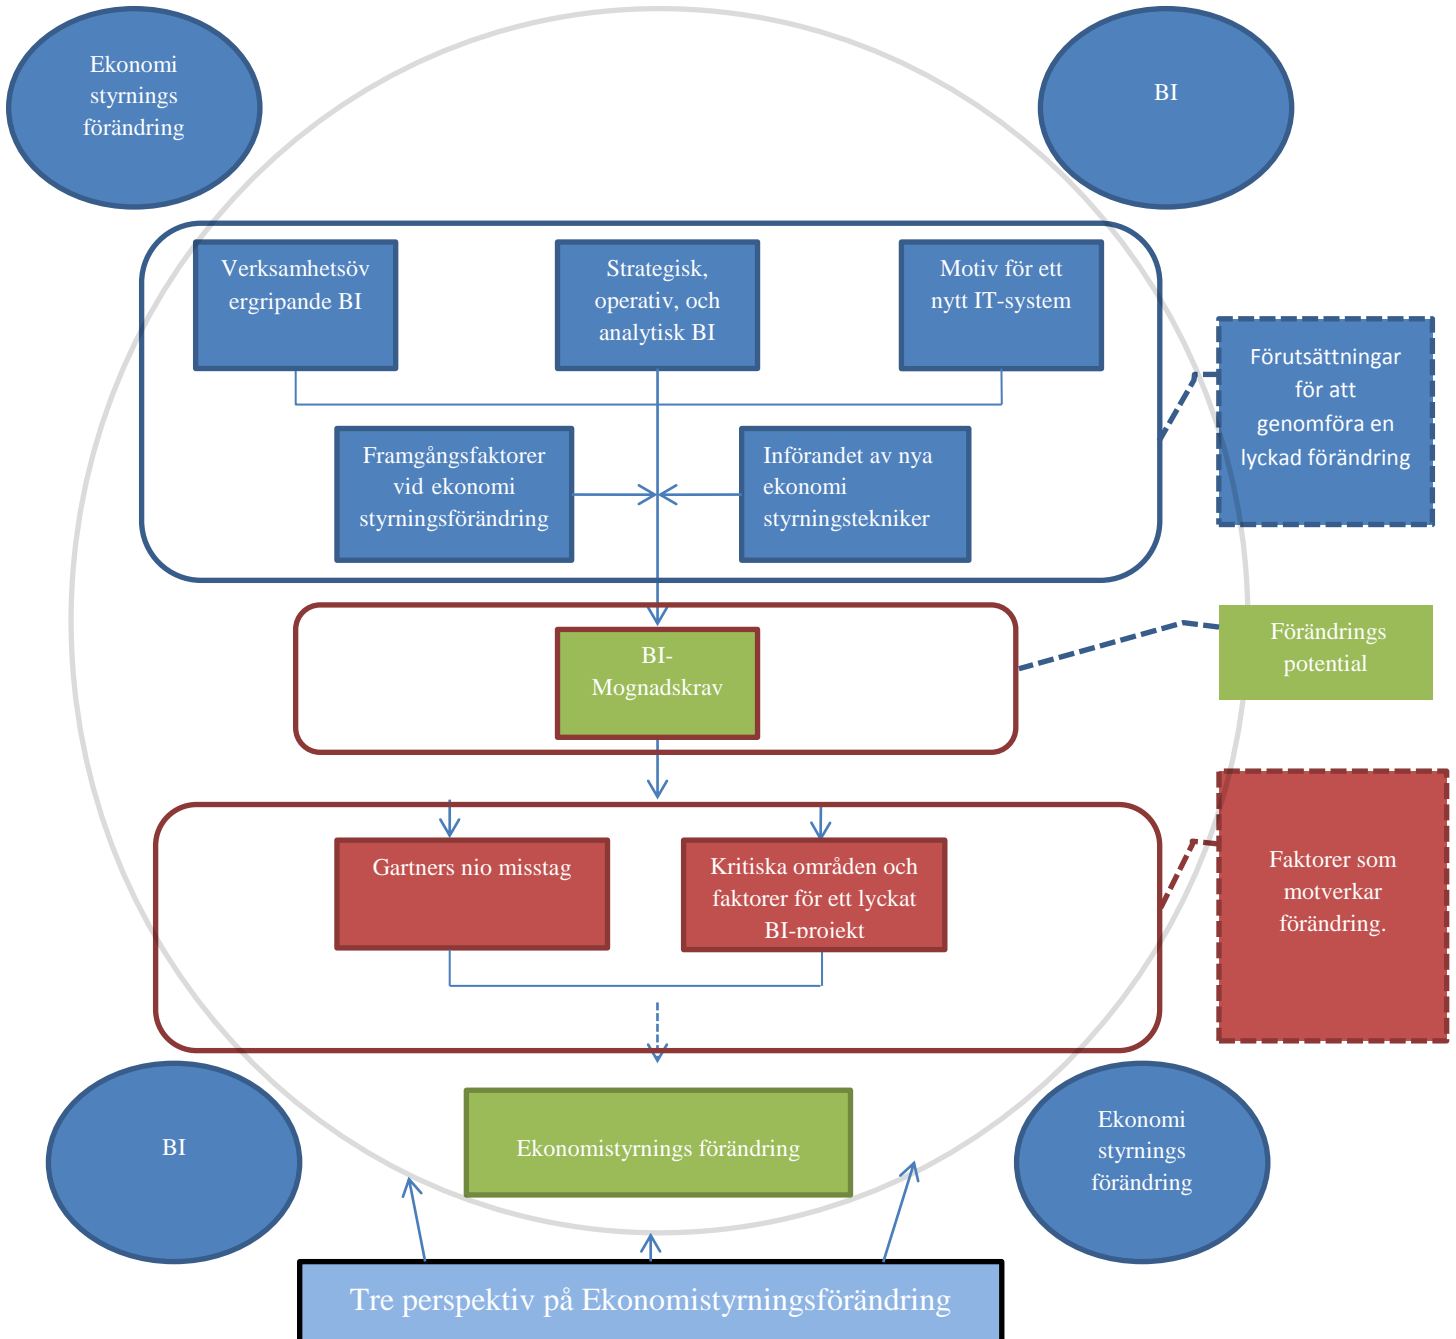 Ekonomi
styrnings
förändring
BI
Verksamhetsöv
ergripande BI
Strategisk,
operativ, och
analytisk BI
Motiv för ett
nytt IT-system
Förutsättningar
för att
genomföra en
lyckad förändring
Framgångsfaktorer
vid ekonomi
styrningsförändring
Införandet av nya
ekonomi
styrningstekniker
BI-
Mognadskrav
Förändrings
potential
Gartners nio misstag
Kritiska områden och
faktorer för ett lyckat
BI-projekt
Faktorer som
motverkar
förändring.
BI
Ekonomistyrnings förändring
Ekonomi
styrnings
förändring
Tre perspektiv på Ekonomistyrningsförändring